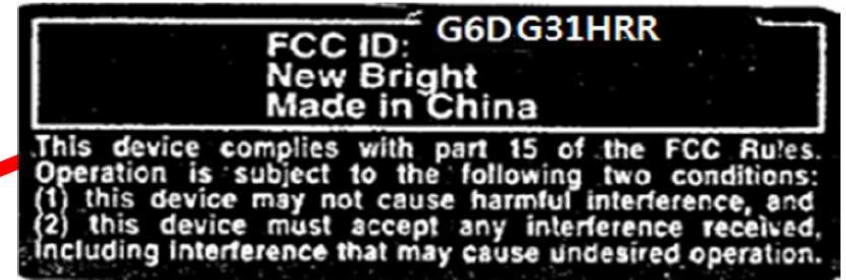 FCC ID: G6DG31HRR
New Bright
Made in China
This device complies with part 15 of the FCC Rules.
Operation is subject to the following two conditions:
(1) this device may not cause harmful interference, and
(2) this device must accept any interference received,
including interference that may cause undesired operation.